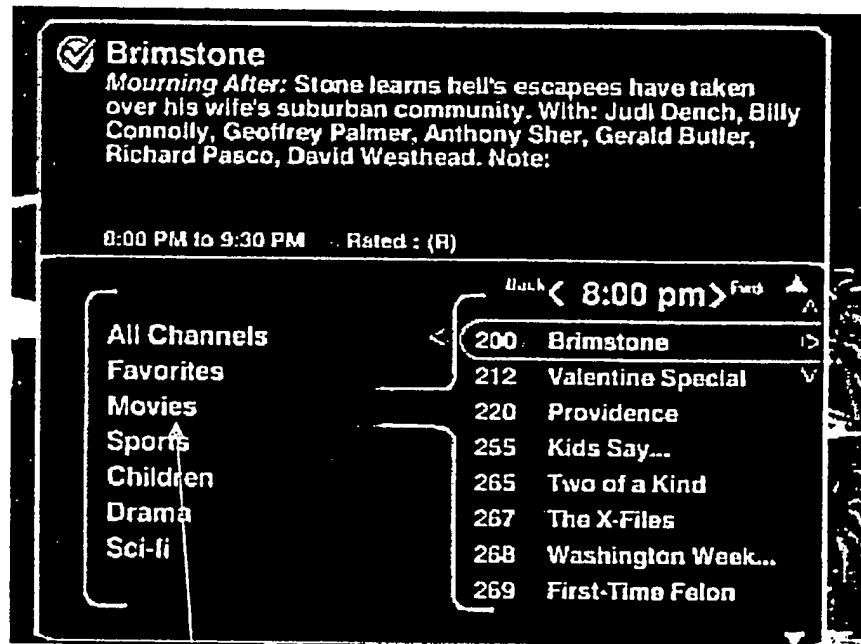 Brimstone
Mourning After: Stone learns hell's escapees have taken
over his wife's suburban community. With: Judi Dench, Billy
Connolly, Geoffrey Palmer, Anthony Sher, Gerald Butler,
Richard Pasco, David Westhead. Note:
8:00 PM to 9:30 PM Rated : (R)
Back < 8:00 pm > Fwd
All Channels
Favorites
Movies
Sports
Children
Drama
Sci-fi
200 Brimstone
212 Valentine Special
220 Providence
255 Kids Say...
265 Two of a Kind
267 The X-Files
268 Washington Week...
269 First-Time Felon